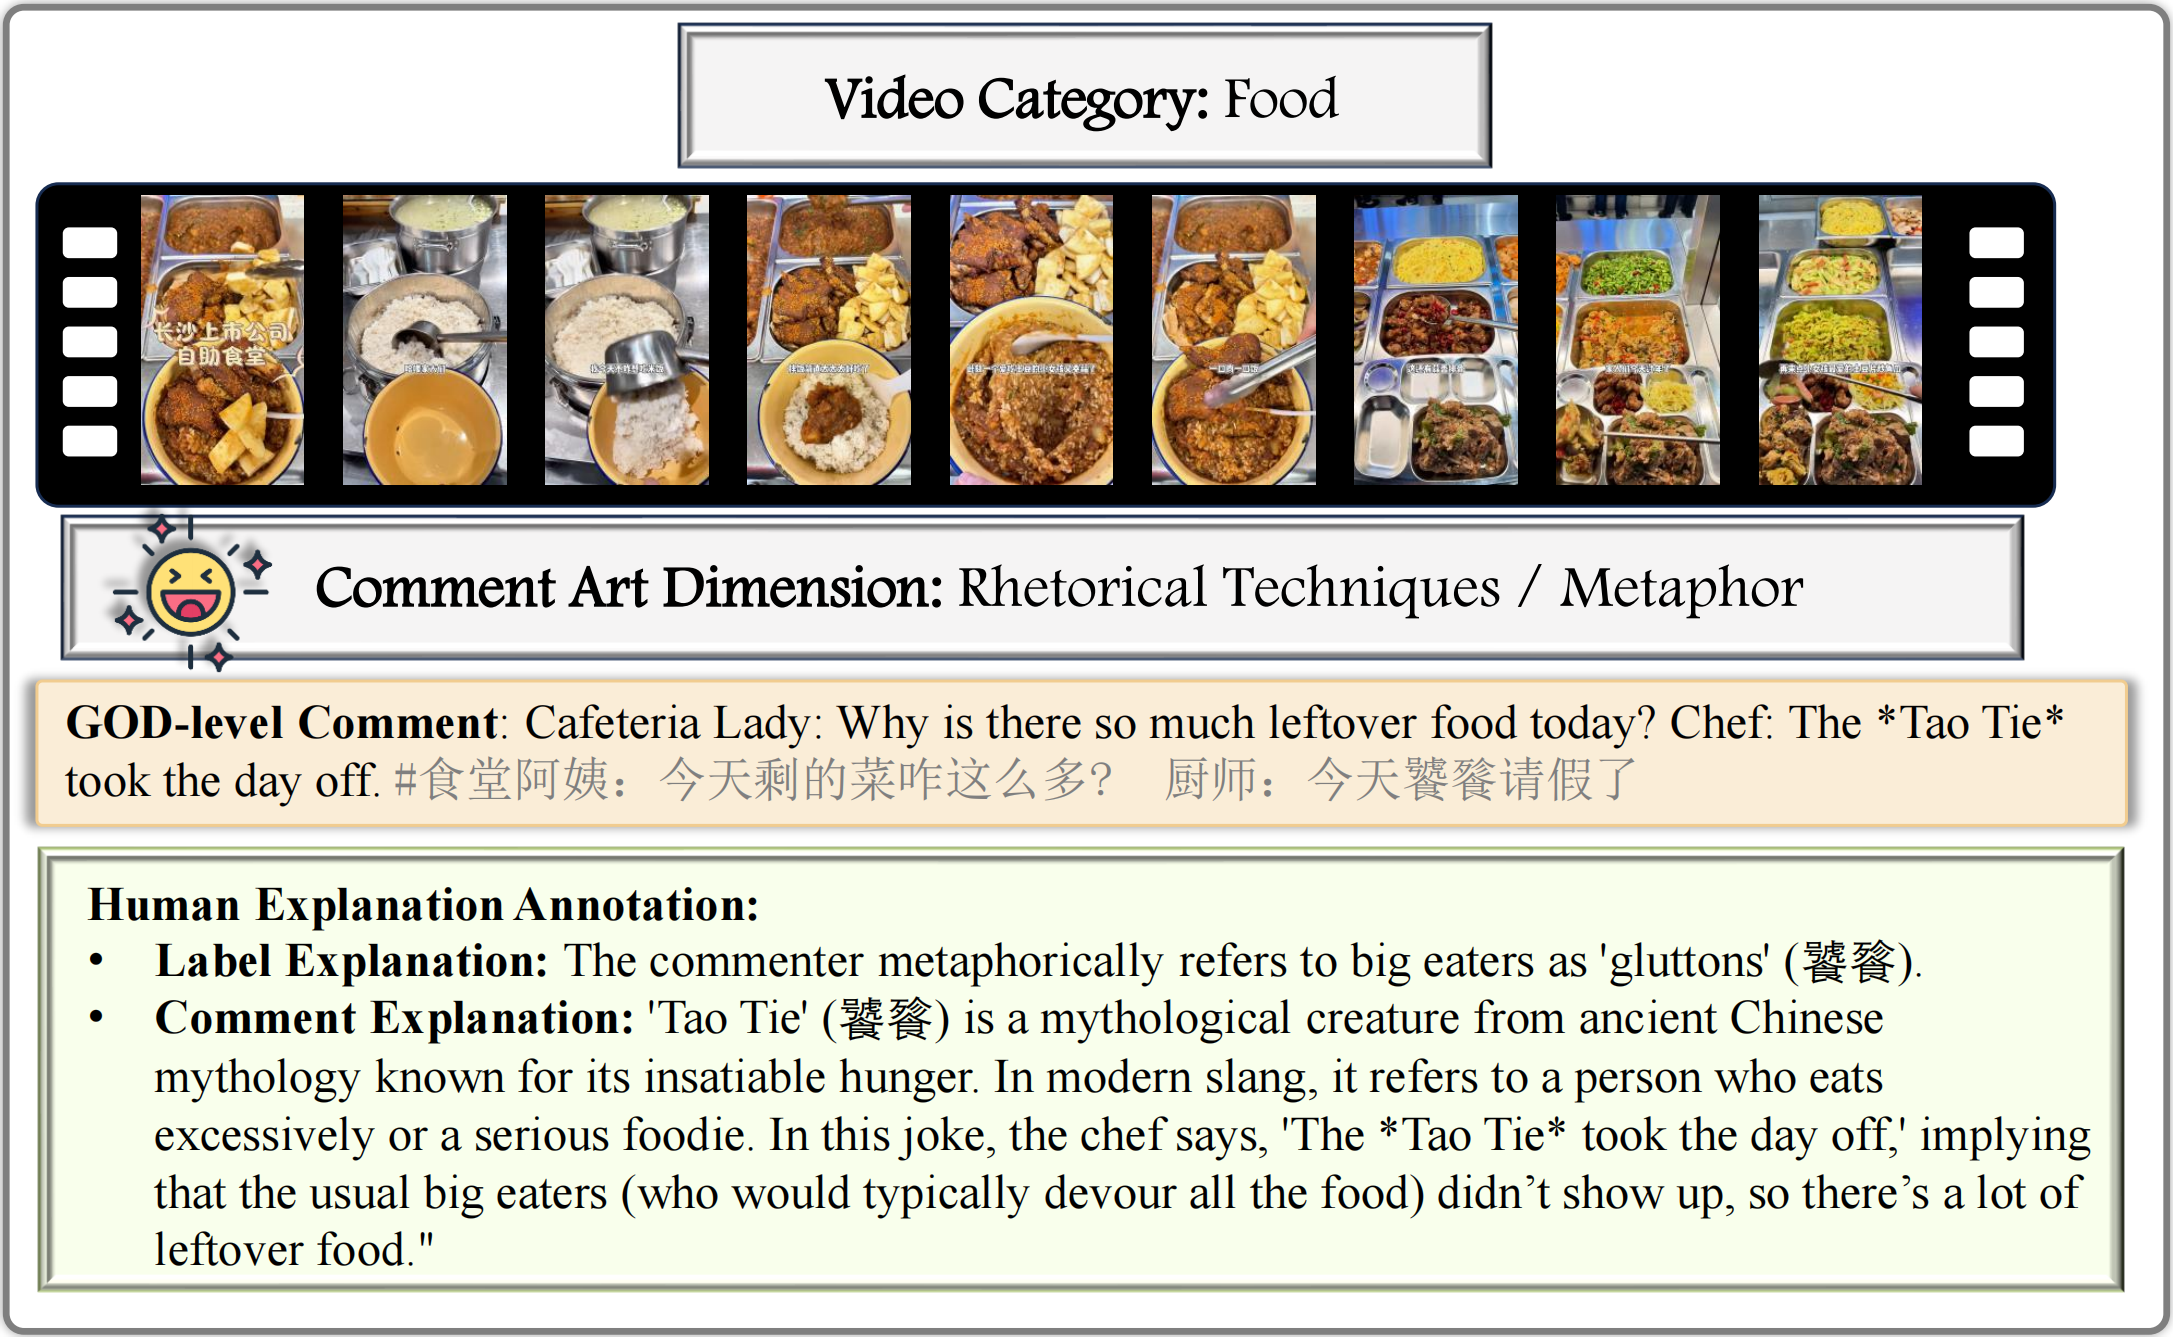 Video Category: Food
长沙上市公司
自助食堂
一口肉一口饭
Comment Art Dimension: Rhetorical Techniques / Metaphor
GOD-level Comment: Cafeteria Lady: Why is there so much leftover food today? Chef: The *Tao Tie*
took the day off. #食堂阿姨：今天剩的菜咋这么多？ 厨师：今天饕餮请假了
Human Explanation Annotation:
• Label Explanation: The commenter metaphorically refers to big eaters as 'gluttons' (饕餮).
• Comment Explanation: 'Tao Tie' (饕餮) is a mythological creature from ancient Chinese
mythology known for its insatiable hunger. In modern slang, it refers to a person who eats
excessively or a serious foodie. In this joke, the chef says, 'The *Tao Tie* took the day off,' implying
that the usual big eaters (who would typically devour all the food) didn’t show up, so there’s a lot of
leftover food."